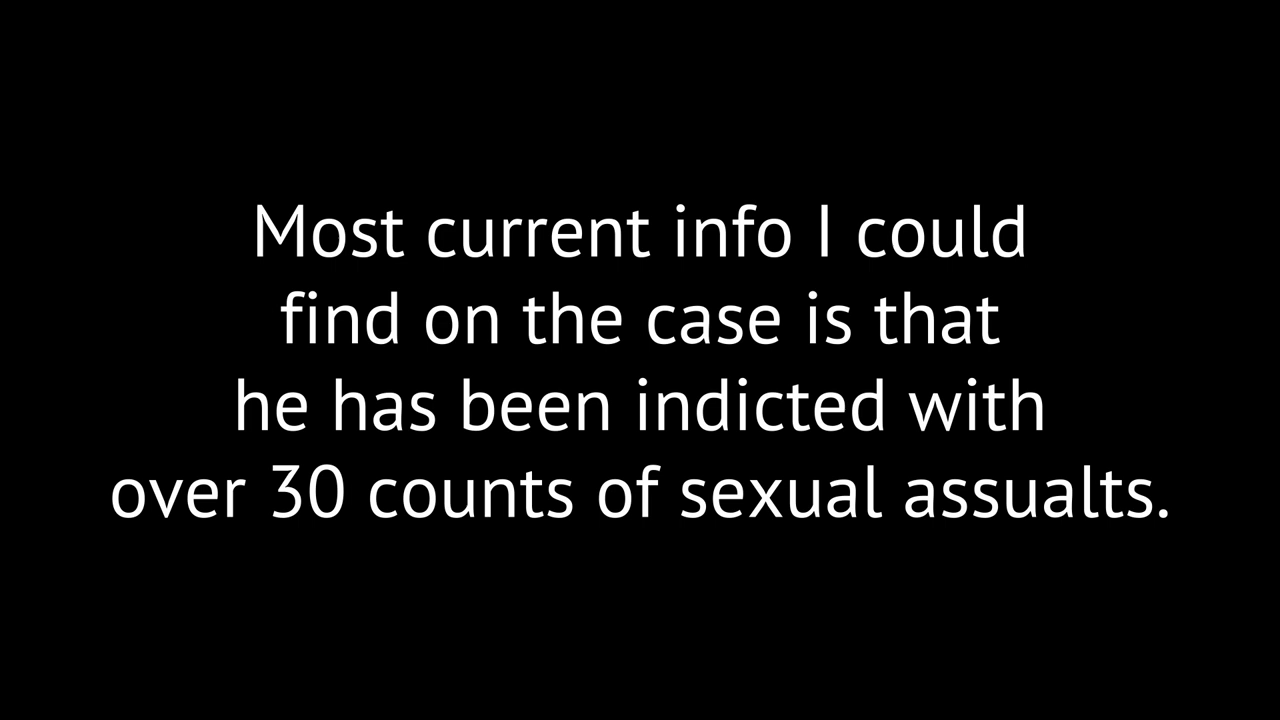 Most current info I could
find on the case is that
he has been indicted with
over 30 counts of sexual assualts.